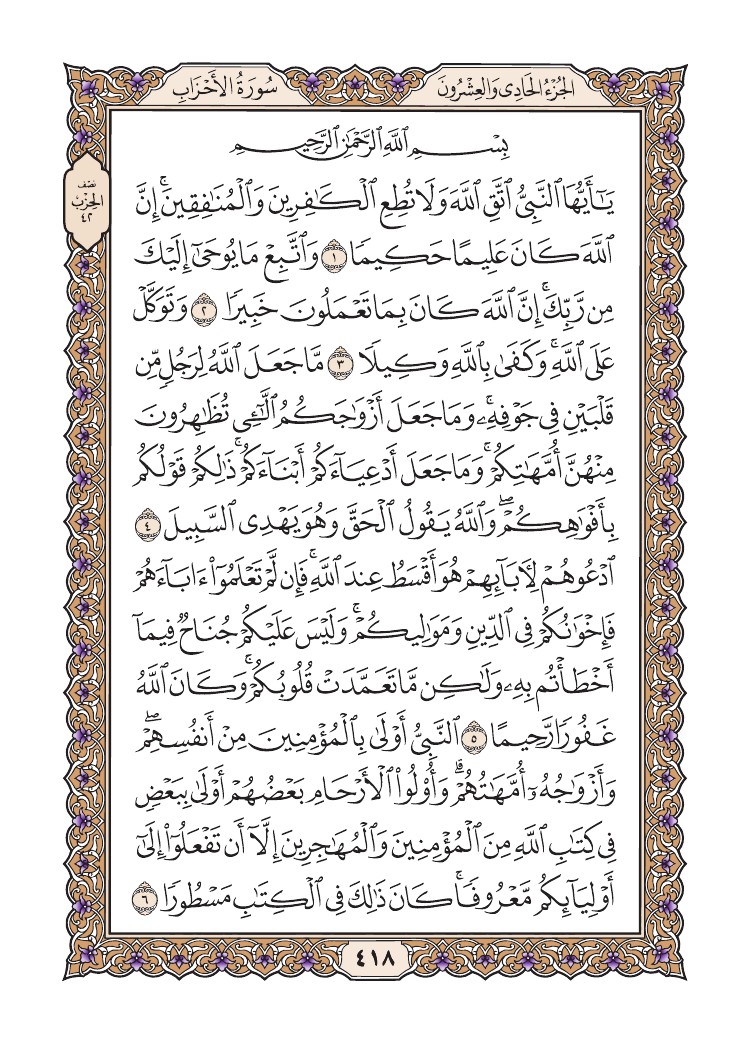 الجُزْءُ الحَادِى وَالعِشْرُونَ
سُورَةُ الأَحْزَابِ
نصف
الحِزْب
٤٢
بِسْمِ ٱللَّهِ ٱلرَّحْمَٰنِ ٱلرَّحِيمِ
يَٰٓأَيُّهَا ٱلنَّبِىُّ ٱتَّقِ ٱللَّهَ وَلَا تُطِعِ ٱلْكَٰفِرِينَ وَٱلْمُنَٰفِقِينَۚ إِنَّ
ٱللَّهَ كَانَ عَلِيمًا حَكِيمًا ١ وَٱتَّبِعْ مَا يُوحَىٰٓ إِلَيْكَ
مِن رَّبِّكَۚ إِنَّ ٱللَّهَ كَانَ بِمَا تَعْمَلُونَ خَبِيرًا ٢ وَتَوَكَّلْ
عَلَى ٱللَّهِۚ وَكَفَىٰ بِٱللَّهِ وَكِيلًا ٣ مَّا جَعَلَ ٱللَّهُ لِرَجُلٍ مِّن
قَلْبَيْنِ فِى جَوْفِهِۦۚ وَمَا جَعَلَ أَزْوَٰجَكُمُ ٱلَّٰٓـِٔى تُظَٰهِرُونَ
مِنْهُنَّ أُمَّهَٰتِكُمْۚ وَمَا جَعَلَ أَدْعِيَآءَكُمْ أَبْنَآءَكُمْۚ ذَٰلِكُمْ قَوْلُكُم
بِأَفْوَٰهِكُمْۖ وَٱللَّهُ يَقُولُ ٱلْحَقَّ وَهُوَ يَهْدِى ٱلسَّبِيلَ ٤
ٱدْعُوهُمْ لِـَٔابَآئِهِمْ هُوَ أَقْسَطُ عِندَ ٱللَّهِۚ فَإِن لَّمْ تَعْلَمُوٓا۟ ءَابَآءَهُمْ
فَإِخْوَٰنُكُمْ فِى ٱلدِّينِ وَمَوَٰلِيكُمْۚ وَلَيْسَ عَلَيْكُمْ جُنَاحٌ فِيمَآ
أَخْطَأْتُم بِهِۦ وَلَٰكِن مَّا تَعَمَّدَتْ قُلُوبُكُمْۚ وَكَانَ ٱللَّهُ
غَفُورًا رَّحِيمًا ٥ ٱلنَّبِىُّ أَوْلَىٰ بِٱلْمُؤْمِنِينَ مِنْ أَنفُسِهِمْۖ
وَأَزْوَٰجُهُۥٓ أُمَّهَٰتُهُمْۗ وَأُو۟لُوا۟ ٱلْأَرْحَامِ بَعْضُهُمْ أَوْلَىٰ بِبَعْضٍ
فِى كِتَٰبِ ٱللَّهِ مِنَ ٱلْمُؤْمِنِينَ وَٱلْمُهَٰجِرِينَ إِلَّآ أَن تَفْعَلُوٓا۟ إِلَىٰٓ
أَوْلِيَآئِكُم مَّعْرُوفًاۚ كَانَ ذَٰلِكَ فِى ٱلْكِتَٰبِ مَسْطُورًا ٦
٤١٨